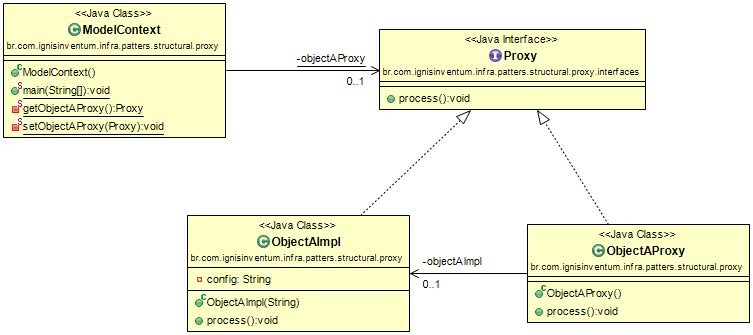 <<Java Class>>
ModelContext
br.com.ignisinventum.infra.patters.structural.proxy
ModelContext()
main(String[]):void
getObjectAProxy():Proxy
setObjectAProxy(Proxy):void
-objectAProxy
0..1
<<Java Interface>>
Proxy
br.com.ignisinventum.infra.patters.structural.proxy.interfaces
process():void
<<Java Class>>
ObjectAImpl
br.com.ignisinventum.infra.patters.structural.proxy
config: String
ObjectAImpl(String)
process():void
-objectAImpl
0..1
<<Java Class>>
ObjectAProxy
br.com.ignisinventum.infra.patters.structural.proxy
ObjectAProxy()
process():void